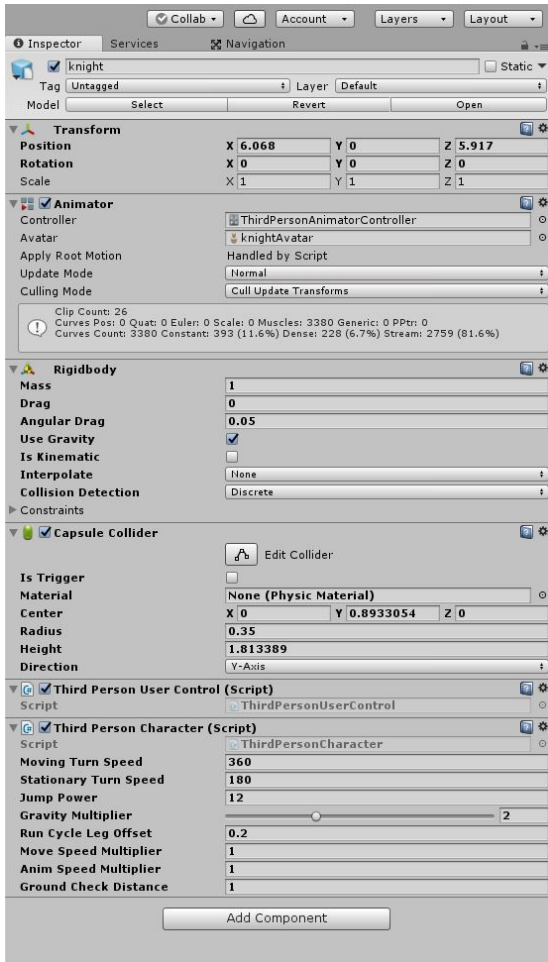 Collab Account Layers Layout
Inspector Services Navigation
knight Static
Tag Untagged Layer Default
Model Select Revert Open
Transform
Position X 6.068 Y 0 Z 5.917
Rotation X 0 Y 0 Z 0
Scale X 1 Y 1 Z 1
Animator
Controller ThirdPersonAnimatorController
Avatar knightAvatar
Apply Root Motion Handled by Script
Update Mode Normal
Culling Mode Cull Update Transforms
Clip Count: 26
Curves Pos: 0 Quat: 0 Euler: 0 Scale: 0 Muscles: 3380 Generic: 0 PPtr: 0
Curves Count: 3380 Constant: 393 (11.6%) Dense: 228 (6.7%) Stream: 2759 (81.6%)
Rigidbody
Mass 1
Drag 0
Angular Drag 0.05
Use Gravity
Is Kinematic
Interpolate None
Collision Detection Discrete
Constraints
Capsule Collider
Edit Collider
Is Trigger
Material None (Physic Material)
Center X 0 Y 0.8933054 Z 0
Radius 0.35
Height 1.813389
Direction Y-Axis
Third Person User Control (Script)
Script ThirdPersonUserControl
Third Person Character (Script)
Script ThirdPersonCharacter
Moving Turn Speed 360
Stationary Turn Speed 180
Jump Power 12
Gravity Multiplier 2
Run Cycle Leg Offset 0.2
Move Speed Multiplier 1
Anim Speed Multiplier 1
Ground Check Distance 1
Add Component